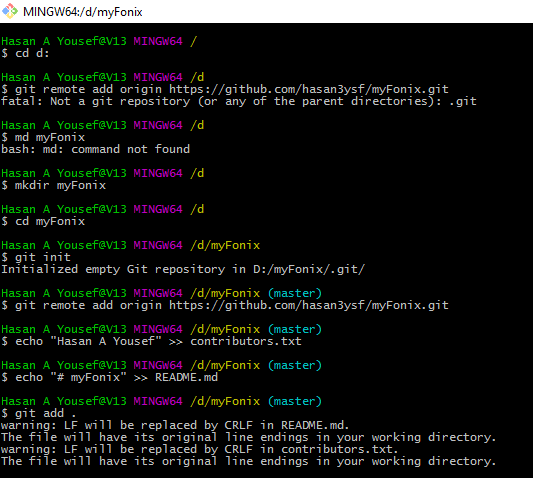 MINGW64:/d/myFonix
Hasan A Yousef@V13 MINGW64 /
$ cd d:
Hasan A Yousef@V13 MINGW64 /d
$ git remote add origin https://github.com/hasan3ysf/myFonix.git
fatal: Not a git repository (or any of the parent directories): .git
Hasan A Yousef@V13 MINGW64 /d
$ md myFonix
bash: md: command not found
Hasan A Yousef@V13 MINGW64 /d
$ mkdir myFonix
Hasan A Yousef@V13 MINGW64 /d
$ cd myFonix
Hasan A Yousef@V13 MINGW64 /d/myFonix
$ git init
Initialized empty Git repository in D:/myFonix/.git/
Hasan A Yousef@V13 MINGW64 /d/myFonix (master)
$ git remote add origin https://github.com/hasan3ysf/myFonix.git
Hasan A Yousef@V13 MINGW64 /d/myFonix (master)
$ echo "Hasan A Yousef" >> contributors.txt
Hasan A Yousef@V13 MINGW64 /d/myFonix (master)
$ echo "# myFonix" >> README.md
Hasan A Yousef@V13 MINGW64 /d/myFonix (master)
$ git add .
warning: LF will be replaced by CRLF in README.md.
The file will have its original line endings in your working directory.
warning: LF will be replaced by CRLF in contributors.txt.
The file will have its original line endings in your working directory.